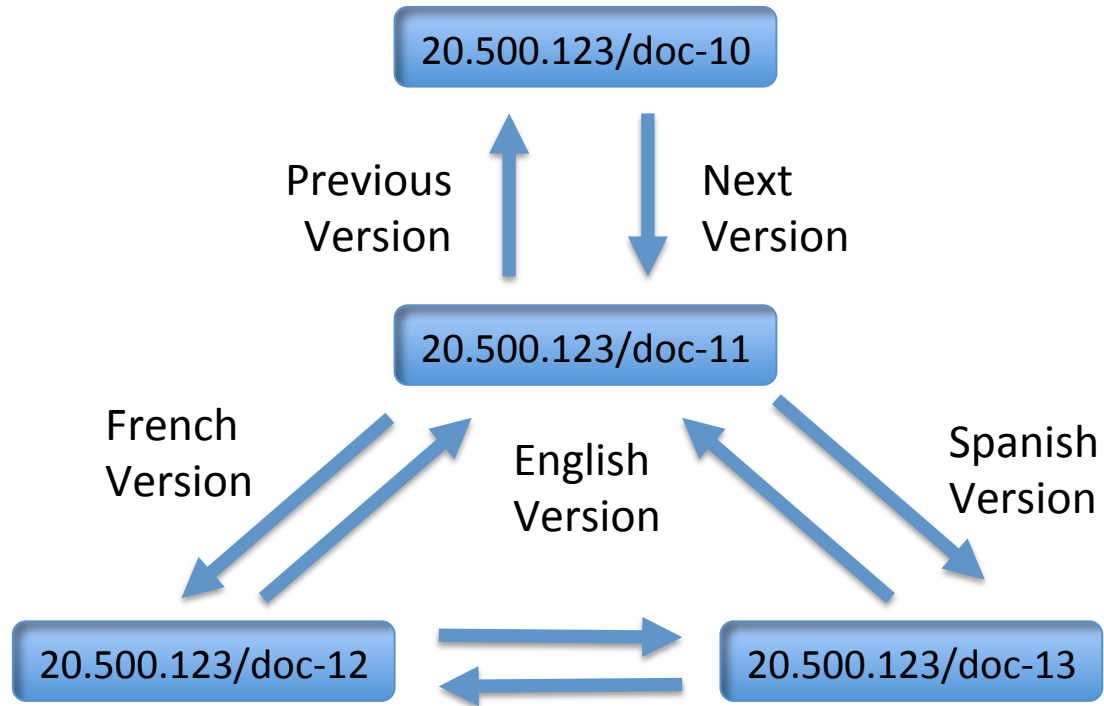 20.500.123/doc-10
Previous
Version
Next
Version
20.500.123/doc-11
French
Version
English
Version
Spanish
Version
20.500.123/doc-12
20.500.123/doc-13